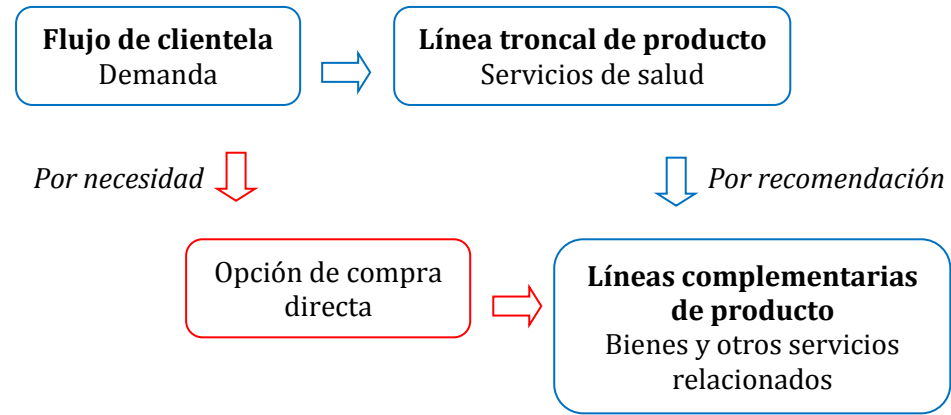 Flujo de clientela
Demanda
Línea troncal de producto
Servicios de salud
Por necesidad
Por recomendación
Opción de compra
directa
Líneas complementarias
de producto
Bienes y otros servicios
relacionados